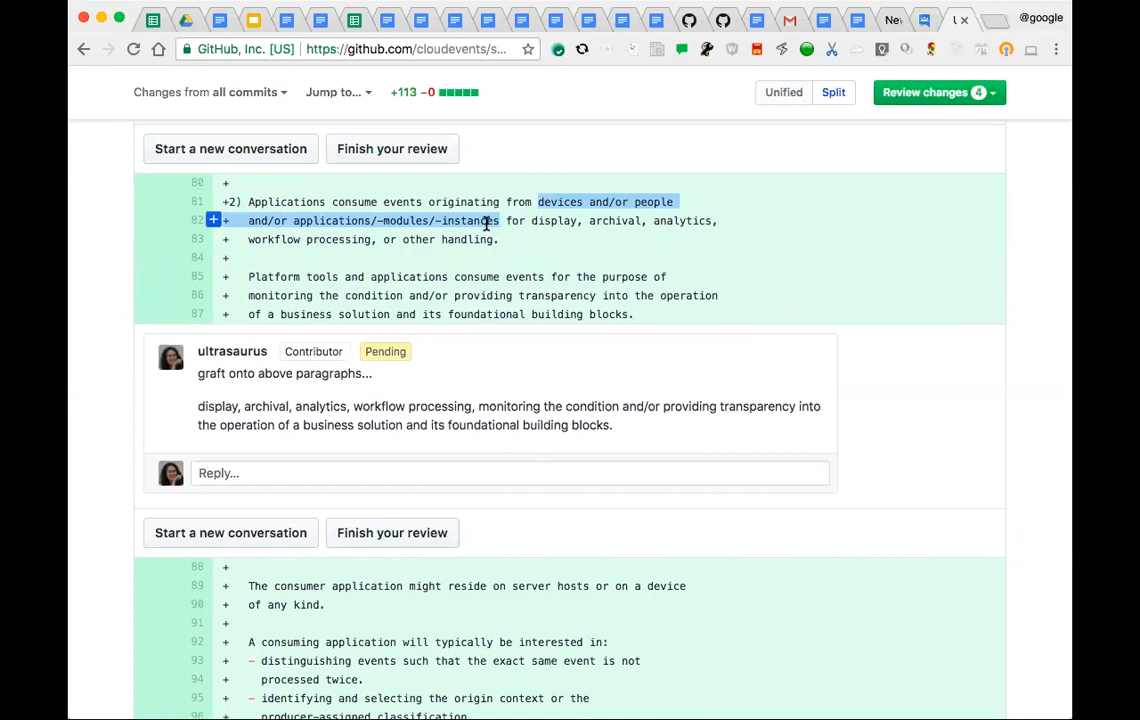 Nev
@google
GitHub, Inc. [US]
https://github.com/cloudevents/s...
Changes from all commits
Jump to...
+113 −0
Unified
Split
Review changes 4
Start a new conversation
Finish your review
80 +
81 +2) Applications consume events originating from devices and/or people
82 + and/or applications/-modules/-instances for display, archival, analytics,
83 + workflow processing, or other handling.
84 +
85 + Platform tools and applications consume events for the purpose of
86 + monitoring the condition and/or providing transparency into the operation
87 + of a business solution and its foundational building blocks.
ultrasaurus Contributor Pending
graft onto above paragraphs...
display, archival, analytics, workflow processing, monitoring the condition and/or providing transparency into
the operation of a business solution and its foundational building blocks.
Reply...
Start a new conversation
Finish your review
88 +
89 + The consumer application might reside on server hosts or on a device
90 + of any kind.
91 +
92 + A consuming application will typically be interested in:
93 + - distinguishing events such that the exact same event is not
94 + processed twice.
95 + - identifying and selecting the origin context or the
96 + producer-assigned classification.